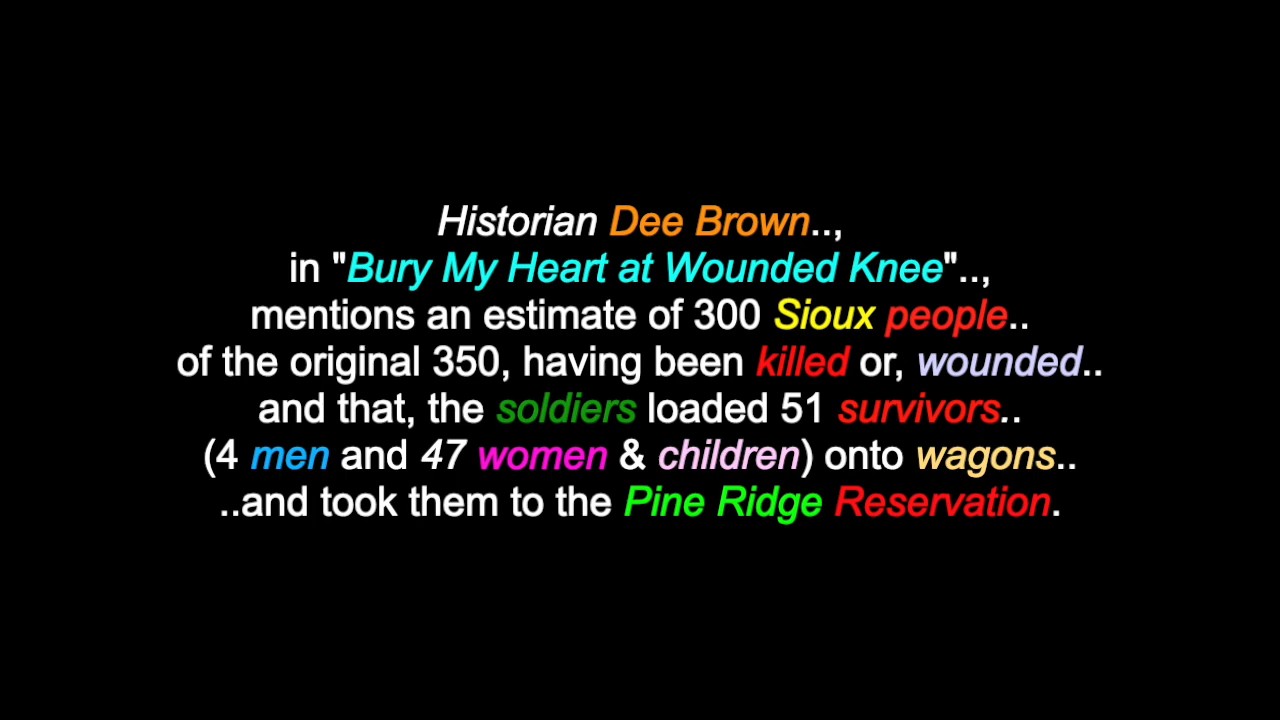 Historian Dee Brown..,
in "Bury My Heart at Wounded Knee"..,
mentions an estimate of 300 Sioux people..
of the original 350, having been killed or, wounded..
and that, the soldiers loaded 51 survivors..
(4 men and 47 women & children) onto wagons..
..and took them to the Pine Ridge Reservation.